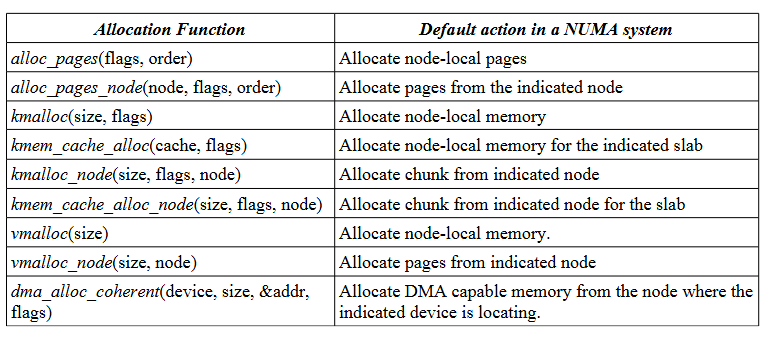 Allocation Function Default action in a NUMA system
alloc_pages(flags, order) Allocate node-local pages
alloc_pages_node(node, flags, order) Allocate pages from the indicated node
kmalloc(size, flags) Allocate node-local memory
kmem_cache_alloc(cache, flags) Allocate node-local memory for the indicated slab
kmalloc_node(size, flags, node) Allocate chunk from indicated node
kmem_cache_alloc_node(size, flags, node) Allocate chunk from indicated node for the slab
vmalloc(size) Allocate node-local memory.
vmalloc_node(size, node) Allocate pages from indicated node
dma_alloc_coherent(device, size, &addr, Allocate DMA capable memory from the node where the
flags) indicated device is locating.